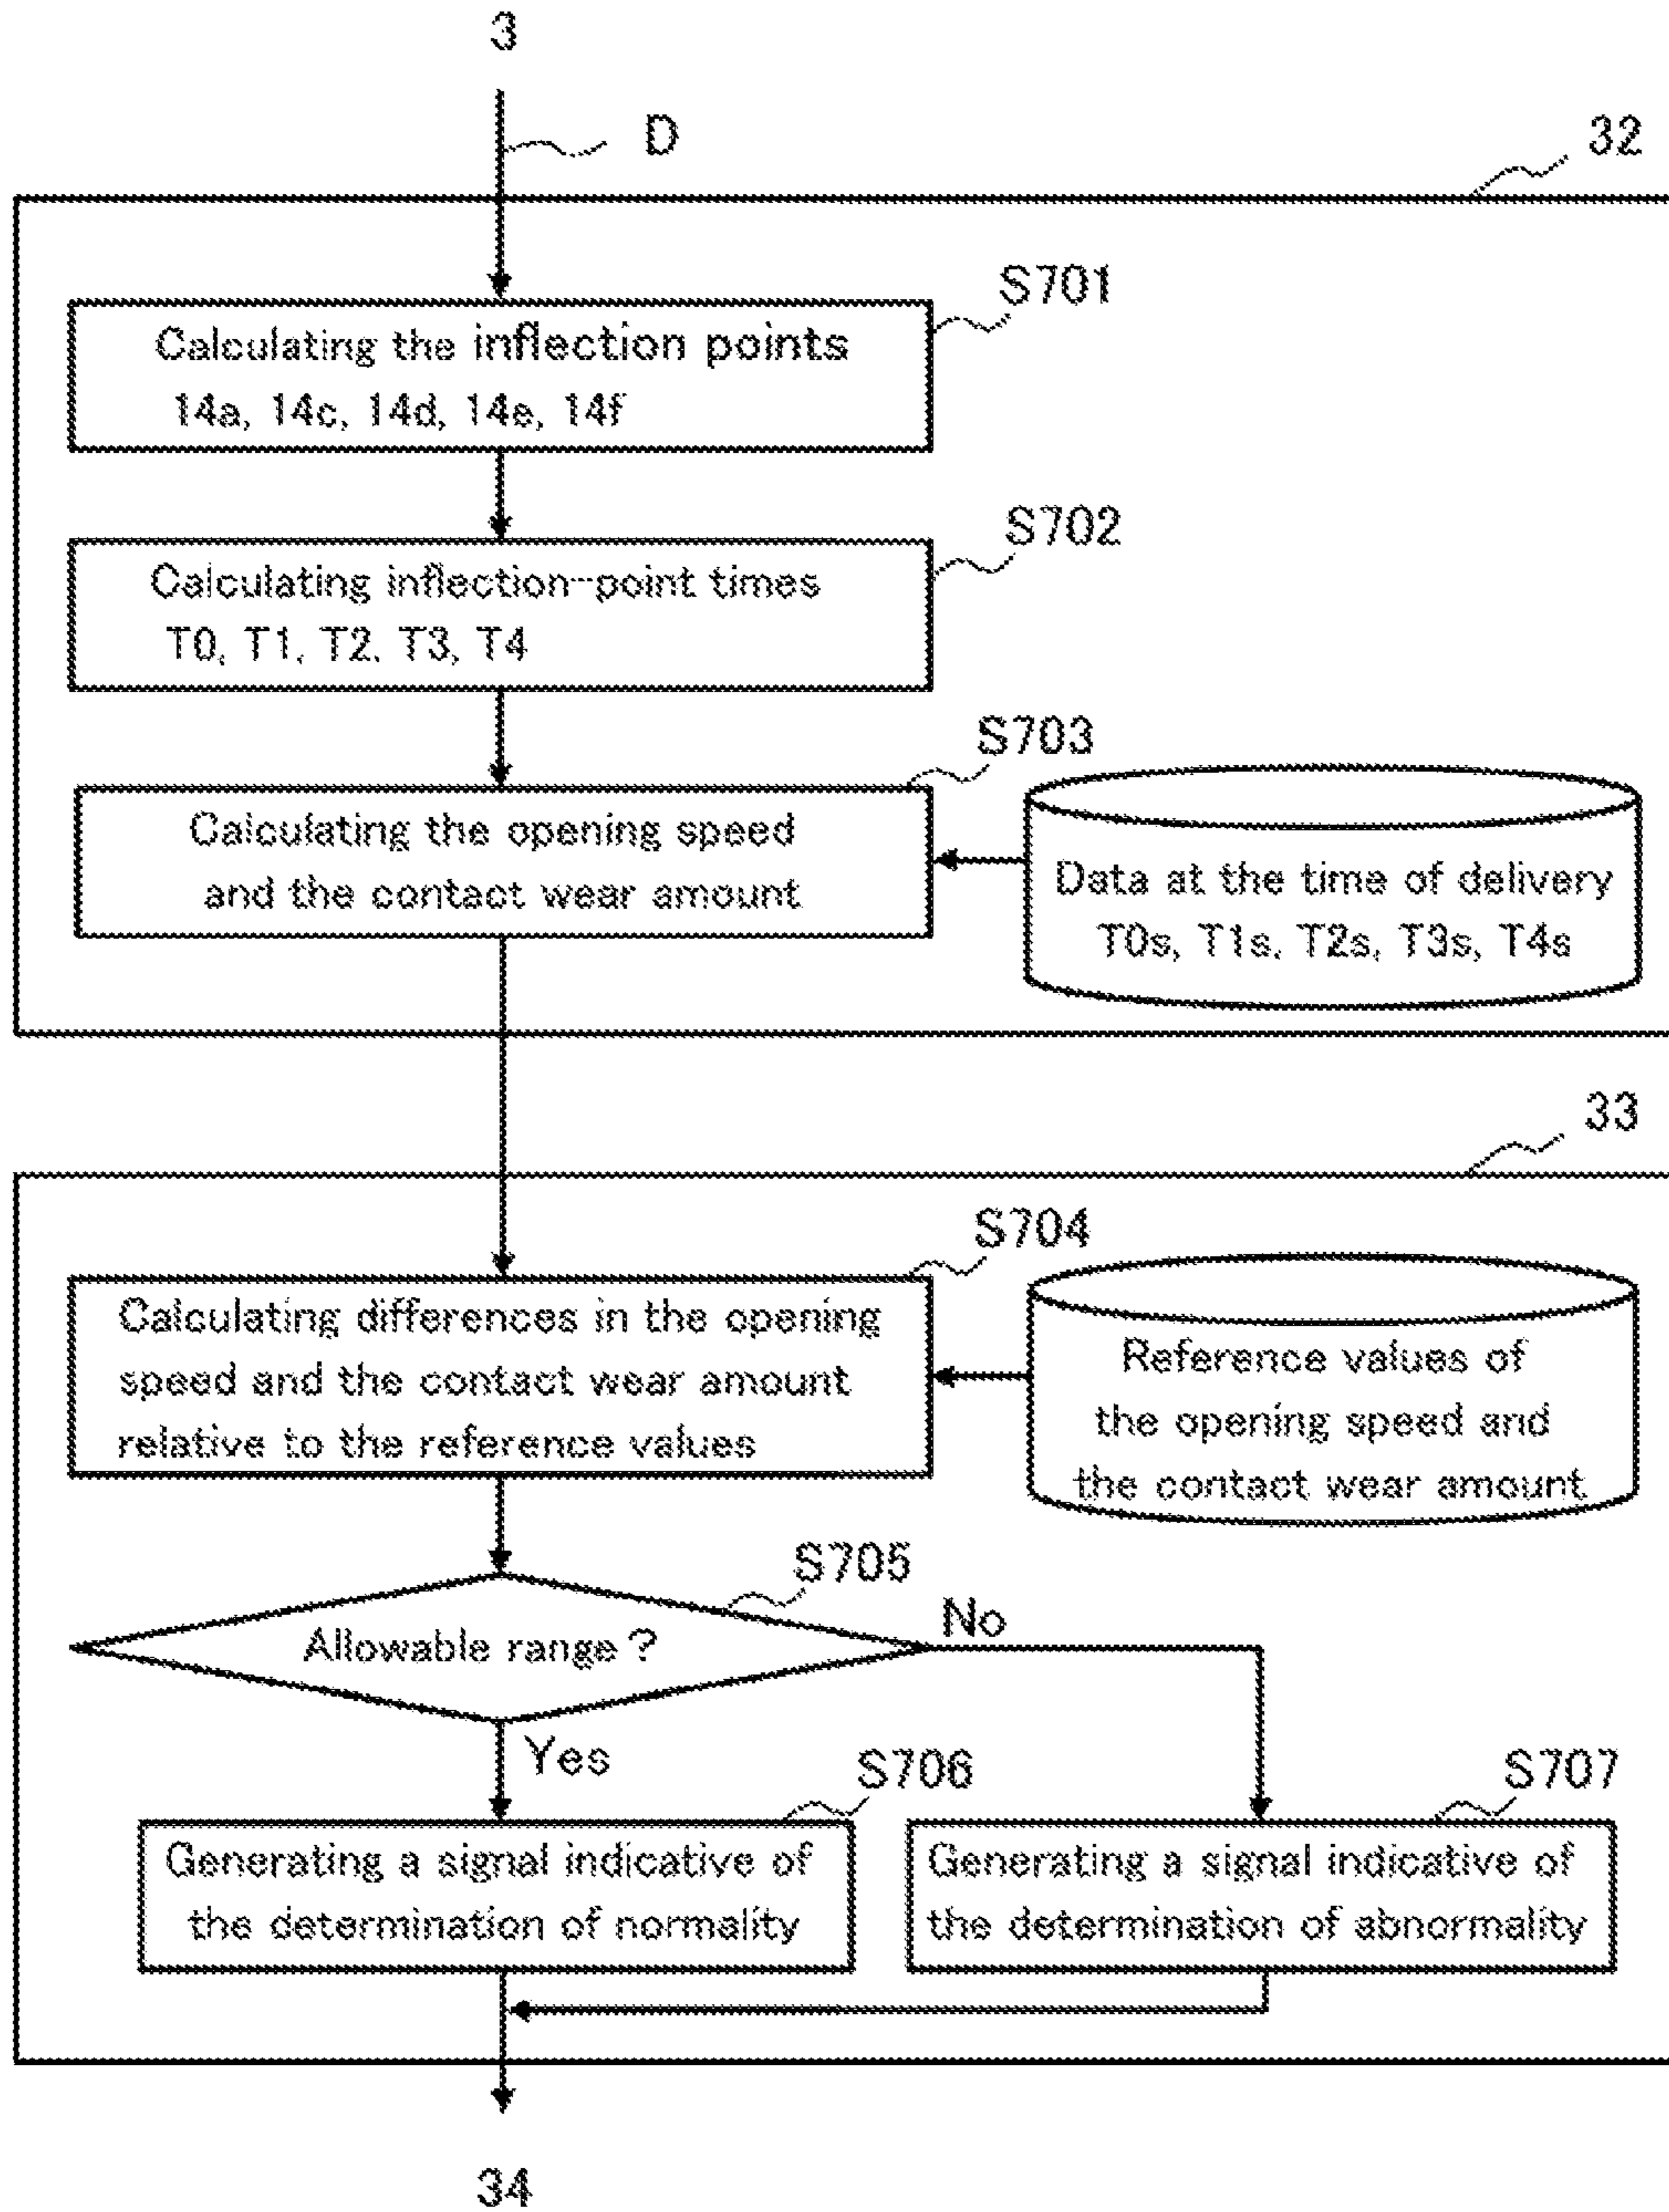 3
D
32
S701
Calculating the inflection points
14a, 14c, 14d, 14e, 14f
S702
Calculating inflection-point times
T0, T1, T2, T3, T4
S703
Calculating the opening speed
and the contact wear amount
Data at the time of delivery
T0s, T1s, T2s, T3s, T4s
33
S704
Calculating differences in the opening
speed and the contact wear amount
relative to the reference values
Reference values of
the opening speed and
the contact wear amount
S705
Allowable range?
No
Yes
S706
Generating a signal indicative of
the determination of normality
S707
Generating a signal indicative of
the determination of abnormality
34